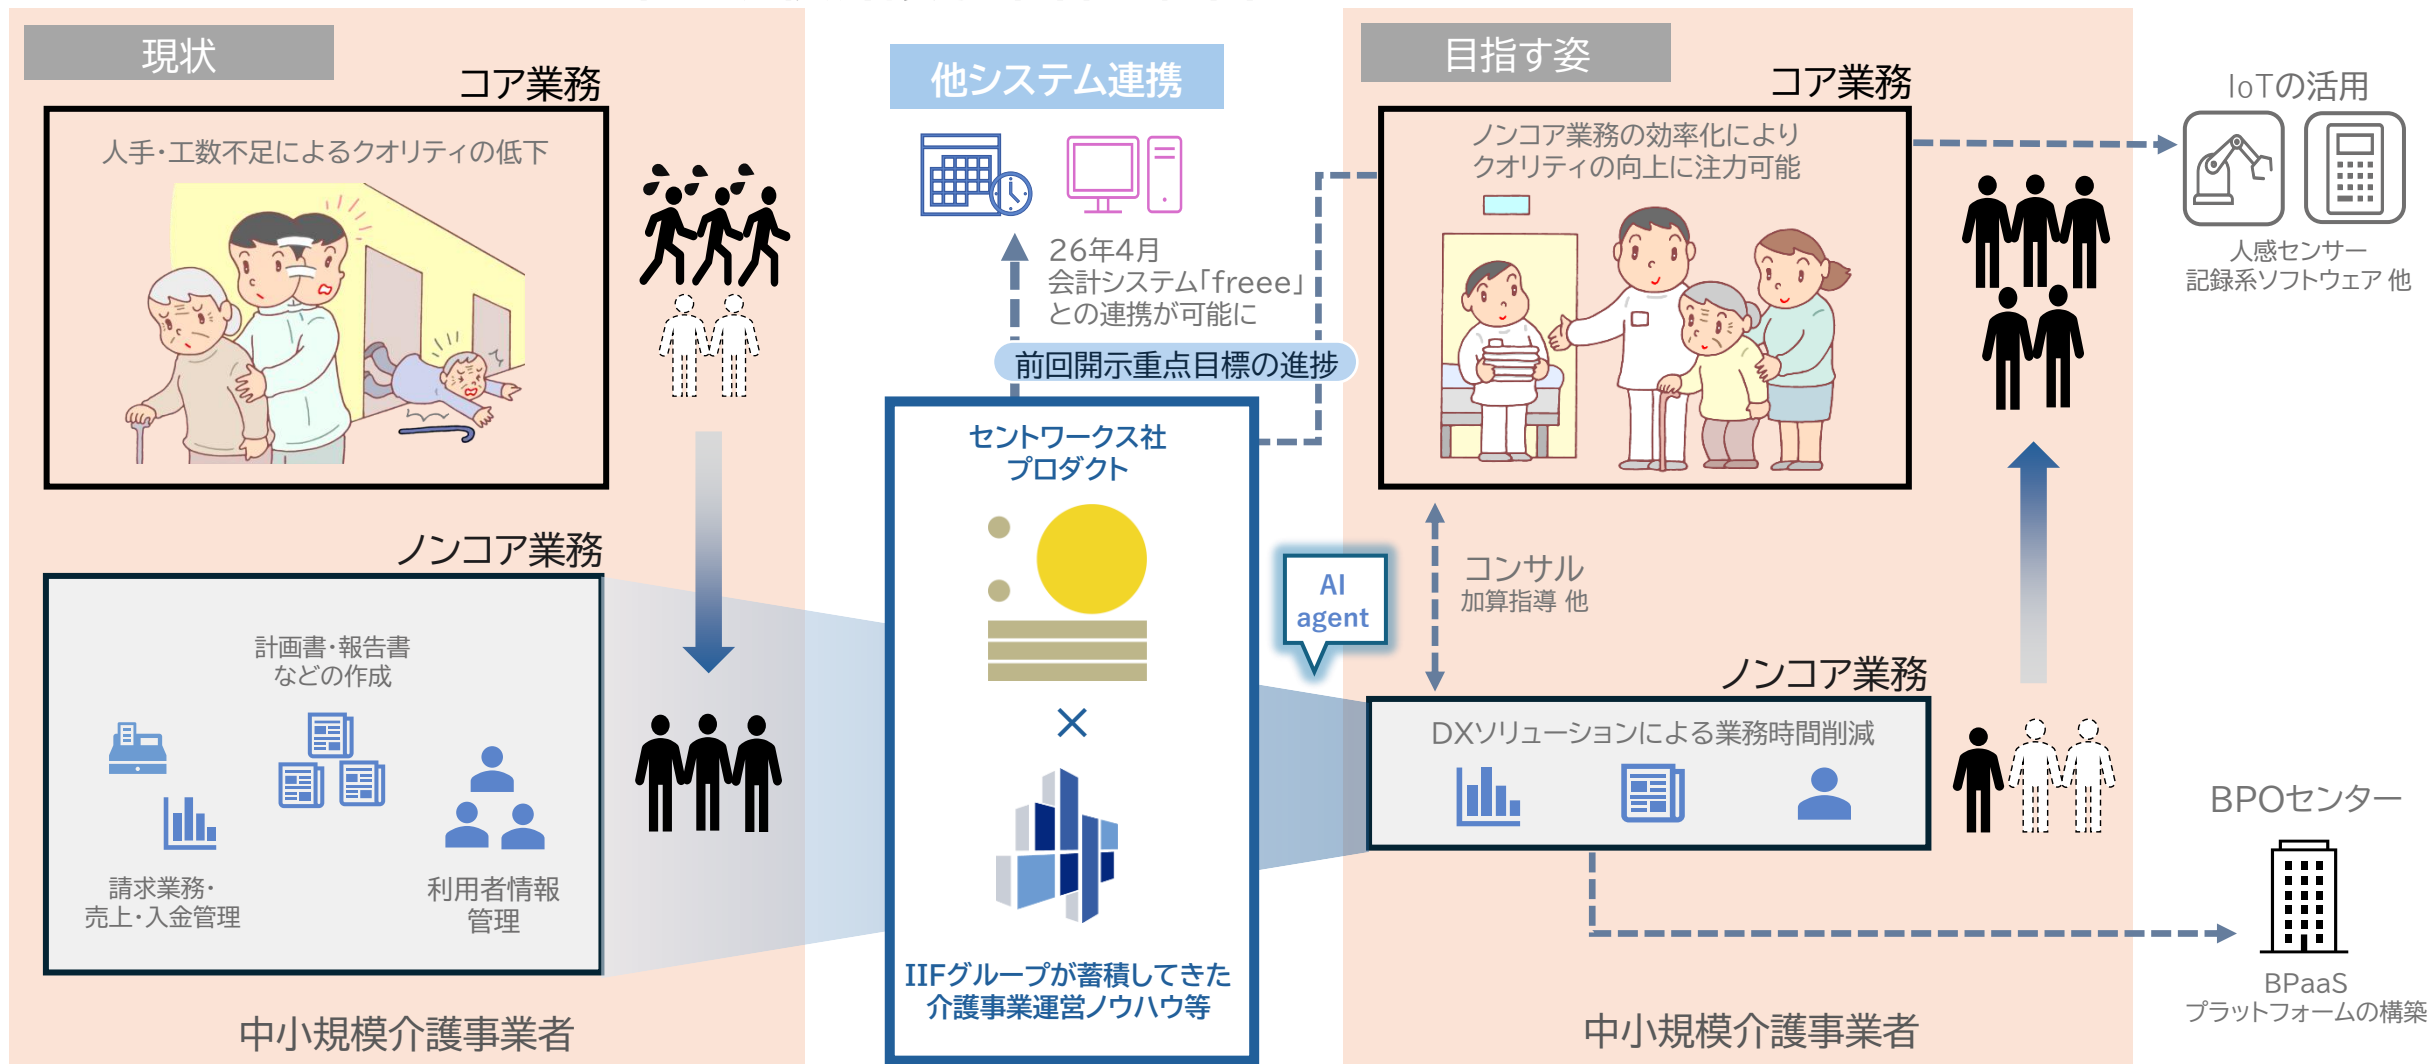 現状
コア業務
人手・工数不足によるクオリティの低下
ノンコア業務
計画書・報告書
などの作成
請求業務・
売上・入金管理
利用者情報
管理
中小規模介護事業者
他システム連携
26年4月
会計システム「freee」
との連携が可能に
前回開示重点目標の進捗
セントワークス社
プロダクト
×
IIFグループが蓄積してきた
介護事業運営ノウハウ等
AI
agent
目指す姿
コア業務
ノンコア業務の効率化により
クオリティの向上に注力可能
コンサル
加算指導 他
ノンコア業務
DXソリューションによる業務時間削減
中小規模介護事業者
IoTの活用
人感センサー
記録系ソフトウェア 他
BPOセンター
BPaaS
プラットフォームの構築